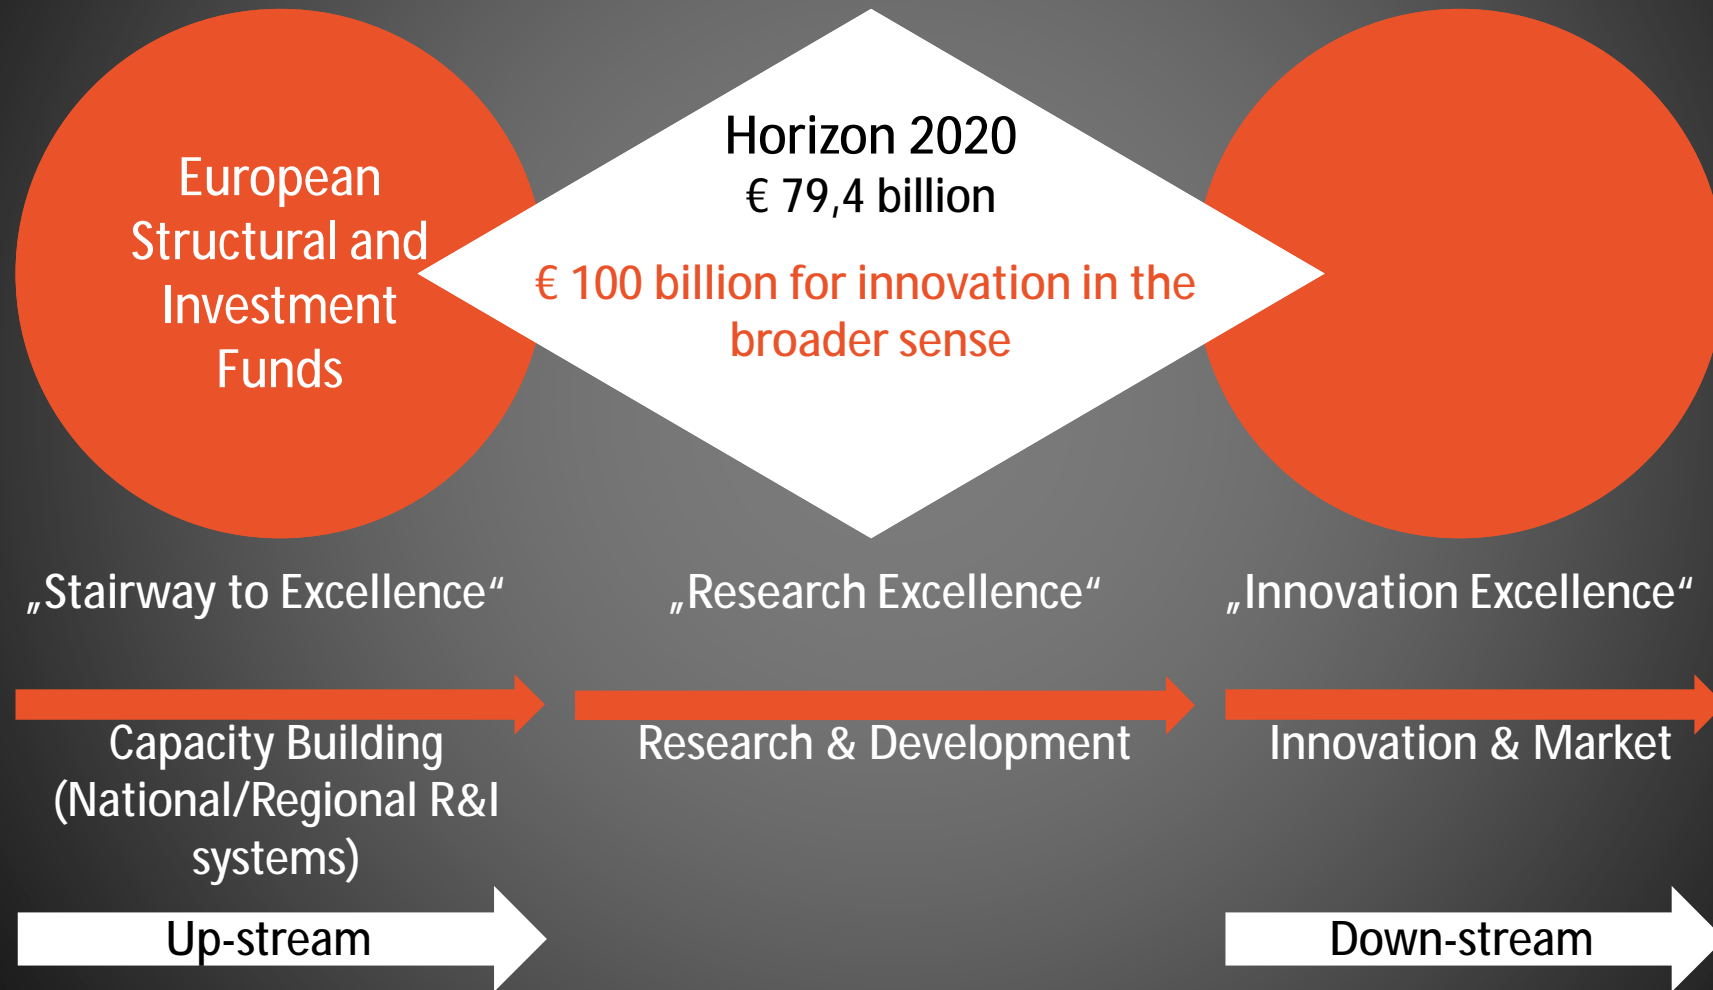 European
Structural and
Investment
Funds
Horizon 2020
€ 79,4 billion
€ 100 billion for innovation in the
broader sense
„Stairway to Excellence“
„Research Excellence“
„Innovation Excellence“
Capacity Building
(National/Regional R&I
systems)
Research & Development
Innovation & Market
Up-stream
Down-stream